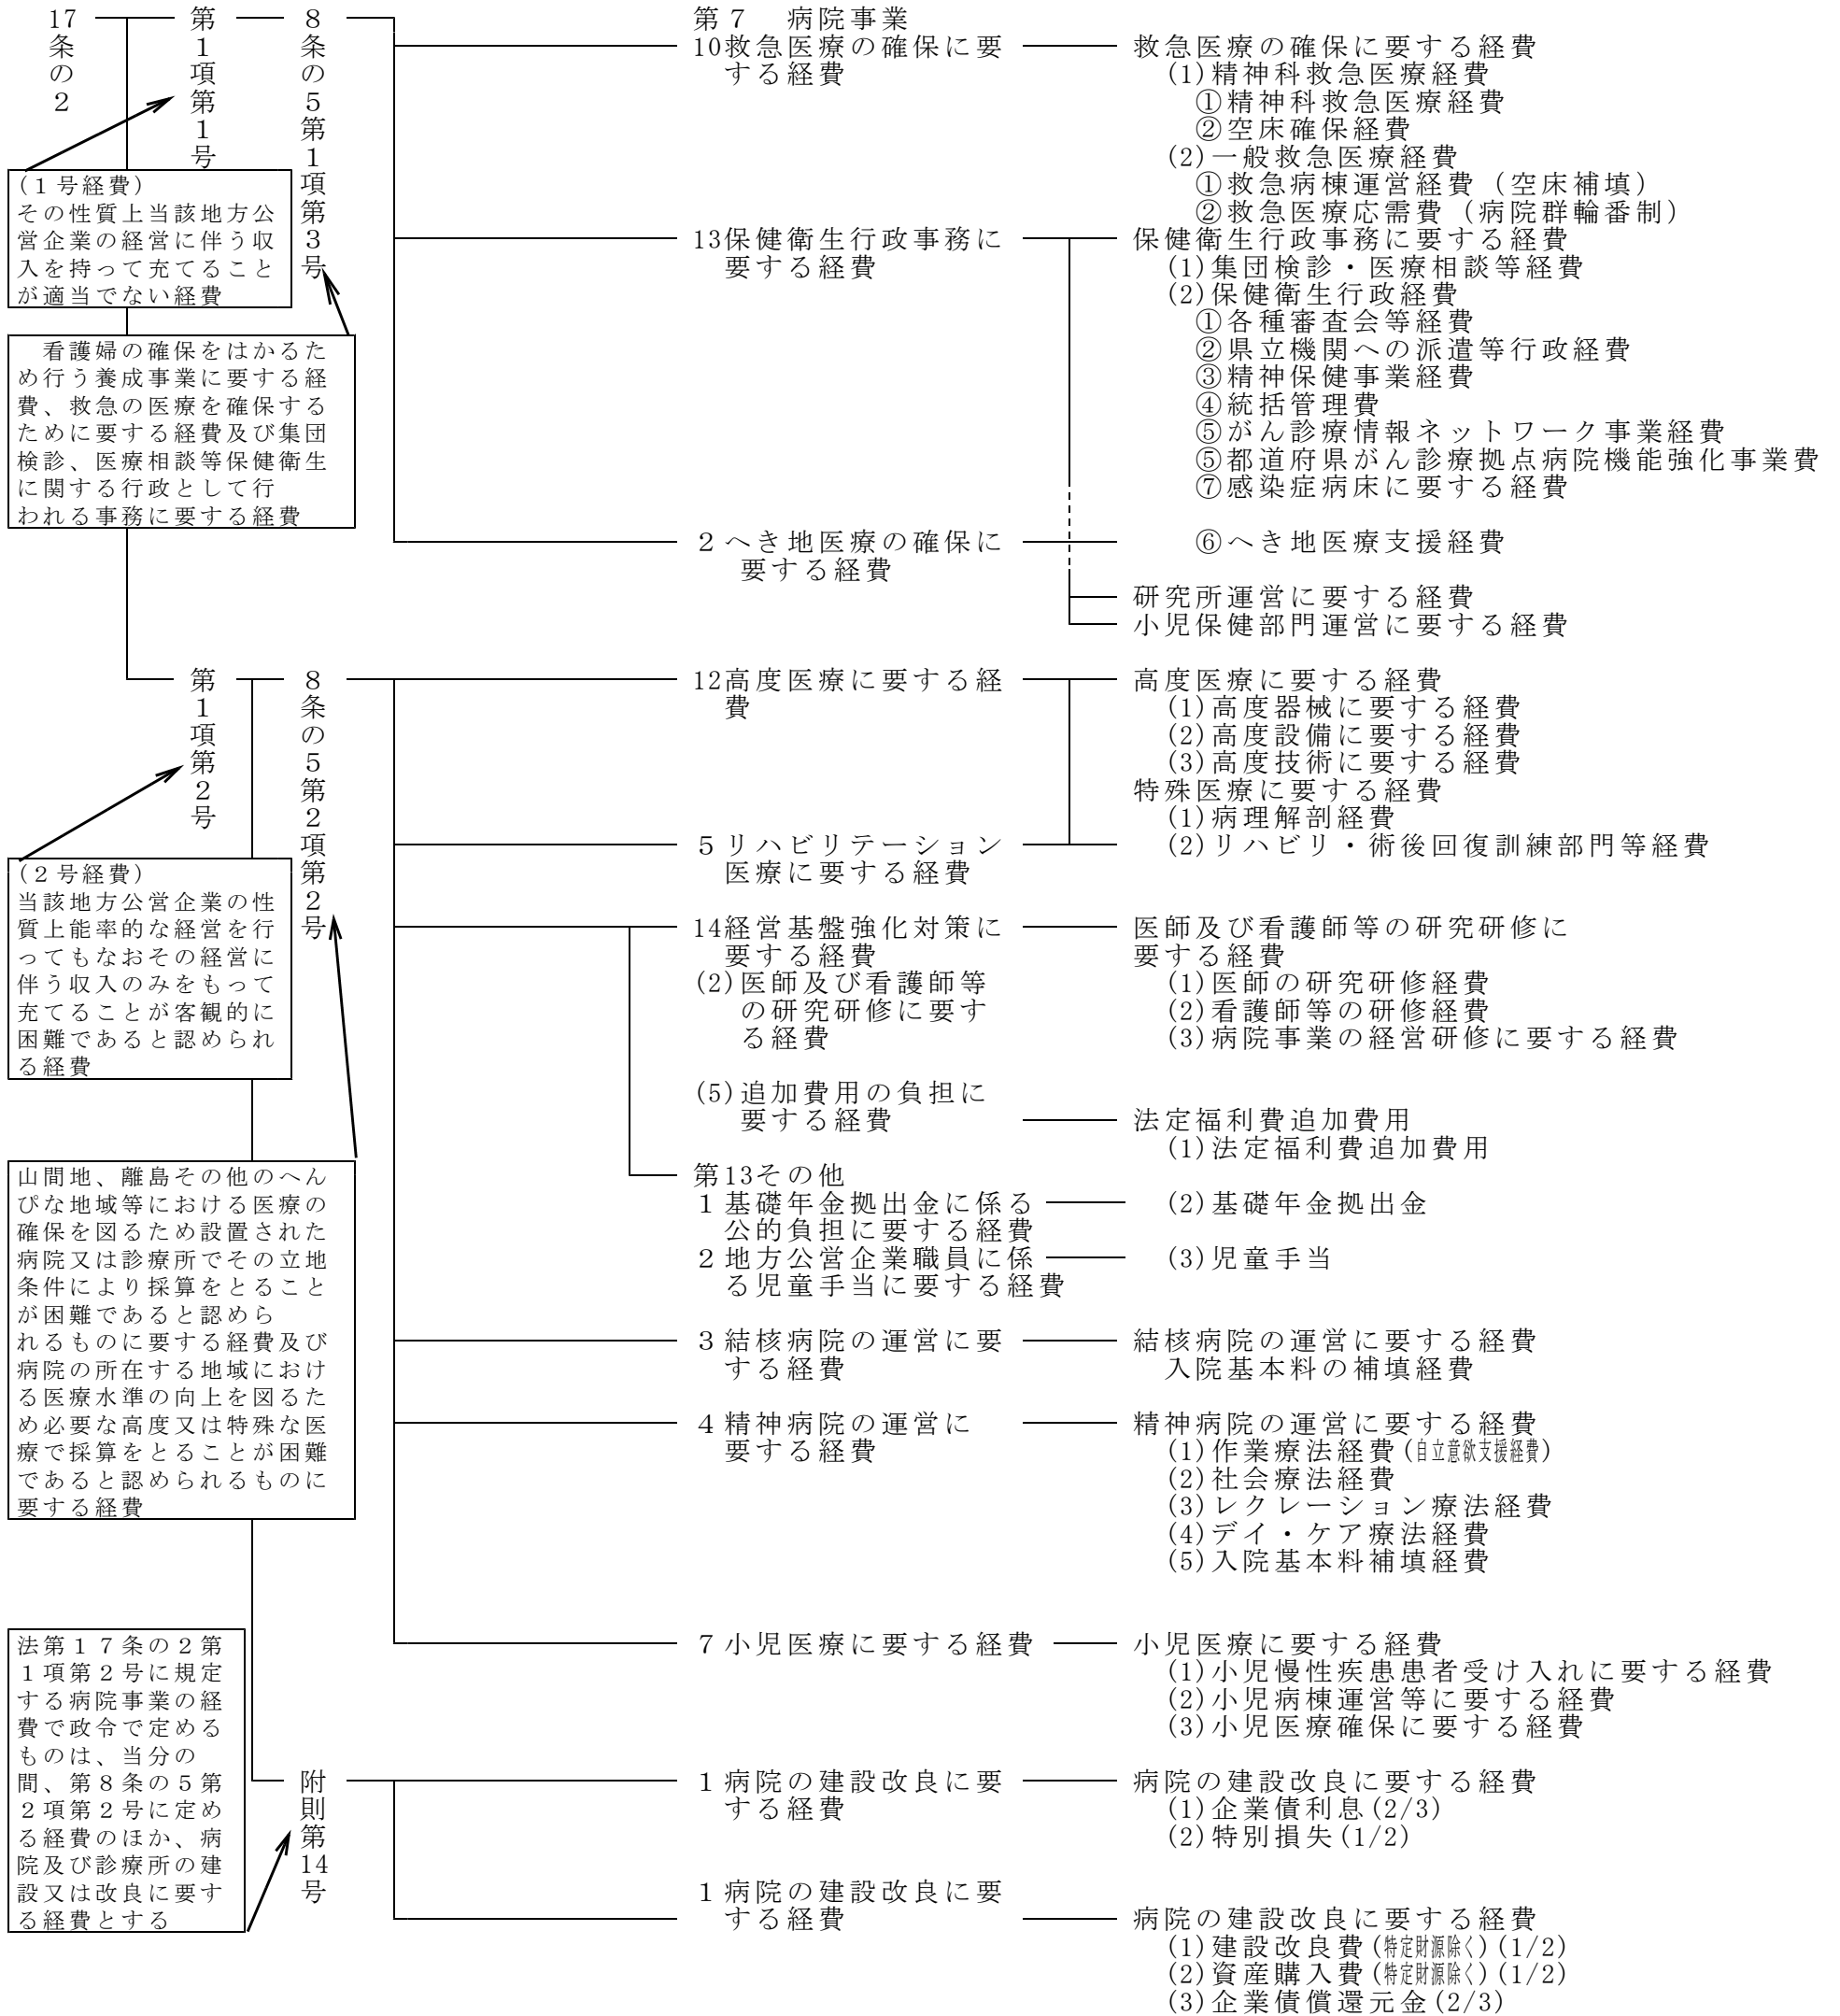 17条の2
第1項第1号
8条の5第1項第3号
(１号経費)
その性質上当該地方公
営企業の経営に伴う収
入を持って充てること
が適当でない経費
　看護婦の確保をはかるた
め行う養成事業に要する経
費、救急の医療を確保する
ために要する経費及び集団
検診、医療相談等保健衛生
に関する行政として行
われる事務に要する経費
第７　病院事業
10救急医療の確保に要
する経費
救急医療の確保に要する経費
(1)精神科救急医療経費
①精神科救急医療経費
②空床確保経費
(2)一般救急医療経費
①救急病棟運営経費（空床補填）
②救急医療応需費（病院群輪番制）
13保健衛生行政事務に
要する経費
保健衛生行政事務に要する経費
(1)集団検診・医療相談等経費
(2)保健衛生行政経費
①各種審査会等経費
②県立機関への派遣等行政経費
③精神保健事業経費
④統括管理費
⑤がん診療情報ネットワーク事業経費
⑤都道府県がん診療拠点病院機能強化事業費
⑦感染症病床に要する経費
２へき地医療の確保に
要する経費
⑥へき地医療支援経費
研究所運営に要する経費
小児保健部門運営に要する経費
第1項第2号
8条の5第2項第2号
(２号経費)
当該地方公営企業の性
質上能率的な経営を行
ってもなおその経営に
伴う収入のみをもって
充てることが客観的に
困難であると認められ
る経費
山間地、離島その他のへん
ぴな地域等における医療の
確保を図るため設置された
病院又は診療所でその立地
条件により採算をとること
が困難であると認めら
れるものに要する経費及び
病院の所在する地域におけ
る医療水準の向上を図るた
め必要な高度又は特殊な医
療で採算をとることが困難
であると認められるものに
要する経費
12高度医療に要する経
費
高度医療に要する経費
(1)高度器械に要する経費
(2)高度設備に要する経費
(3)高度技術に要する経費
特殊医療に要する経費
(1)病理解剖経費
５リハビリテーション
医療に要する経費
(2)リハビリ・術後回復訓練部門等経費
14経営基盤強化対策に
要する経費
(2)医師及び看護師等
の研究研修に要す
る経費
医師及び看護師等の研究研修に
要する経費
(1)医師の研究研修経費
(2)看護師等の研修経費
(3)病院事業の経営研修に要する経費
(5)追加費用の負担に
要する経費
法定福利費追加費用
(1)法定福利費追加費用
第13その他
１基礎年金拠出金に係る
公的負担に要する経費
(2)基礎年金拠出金
２地方公営企業職員に係
る児童手当に要する経費
(3)児童手当
３結核病院の運営に要
する経費
結核病院の運営に要する経費
入院基本料の補填経費
４精神病院の運営に
要する経費
精神病院の運営に要する経費
(1)作業療法経費(自立意欲支援経費)
(2)社会療法経費
(3)レクレーション療法経費
(4)デイ・ケア療法経費
(5)入院基本料補填経費
７小児医療に要する経費
小児医療に要する経費
(1)小児慢性疾患患者受け入れに要する経費
(2)小児病棟運営等に要する経費
(3)小児医療確保に要する経費
法第１７条の２第
１項第２号に規定
する病院事業の経
費で政令で定める
ものは、当分の
間、第８条の５第
２項第２号に定め
る経費のほか、病
院及び診療所の建
設又は改良に要す
る経費とする
附則第14号
１病院の建設改良に要
する経費
病院の建設改良に要する経費
(1)企業債利息(2/3)
(2)特別損失(1/2)
１病院の建設改良に要
する経費
病院の建設改良に要する経費
(1)建設改良費(特定財源除く)(1/2)
(2)資産購入費(特定財源除く)(1/2)
(3)企業債償還元金(2/3)